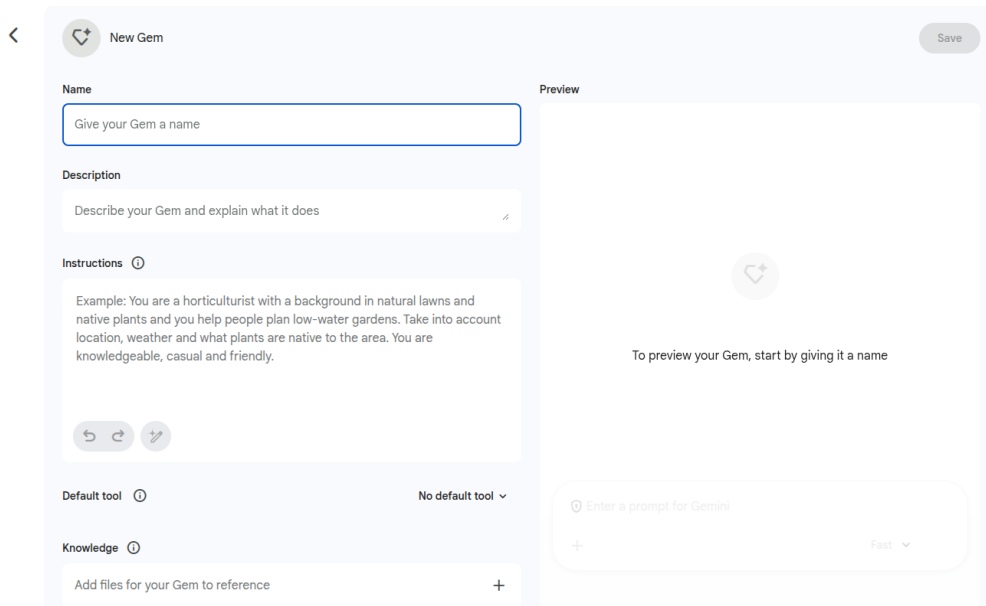 New Gem
Save
Name
Give your Gem a name
Description
Describe your Gem and explain what it does
Instructions
Example: You are a horticulturist with a background in natural lawns and
native plants and you help people plan low-water gardens. Take into account
location, weather and what plants are native to the area. You are
knowledgeable, casual and friendly.
Default tool
No default tool
Knowledge
Add files for your Gem to reference
Preview
To preview your Gem, start by giving it a name
Enter a prompt for Gemini
Fast